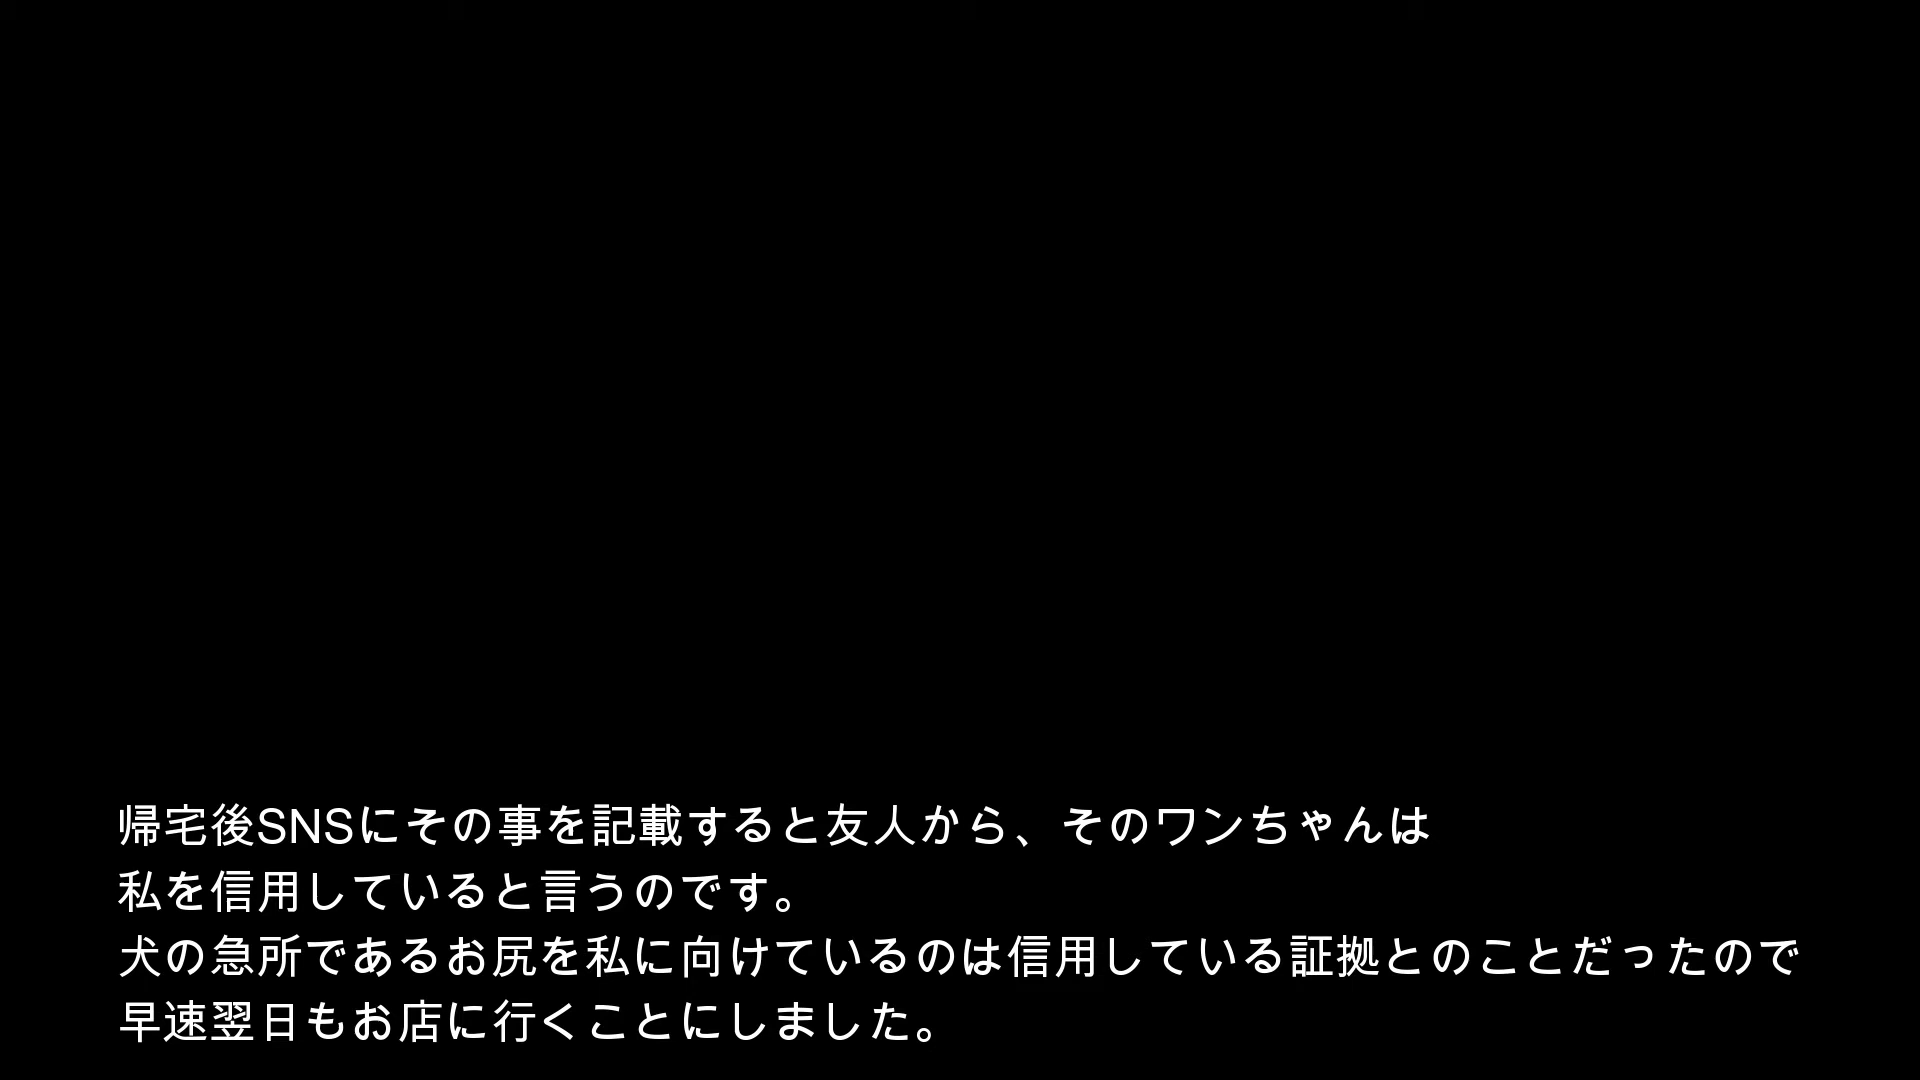 帰宅後SNSにその事を記載すると友人から、そのワンちゃんは
私を信用していると言うのです。
犬の急所であるお尻を私に向けているのは信用している証拠とのことだったので
早速翌日もお店に行くことにしました。